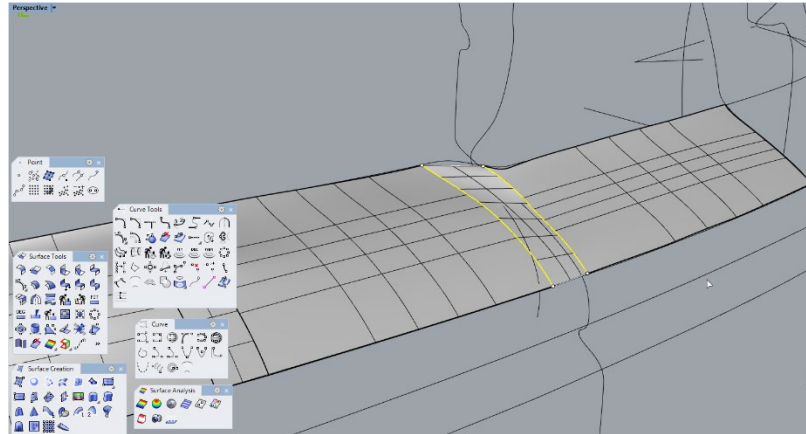 Perspective
Point
Curve Tools
Surface Tools
Curve
Surface Creation
Surface Analysis